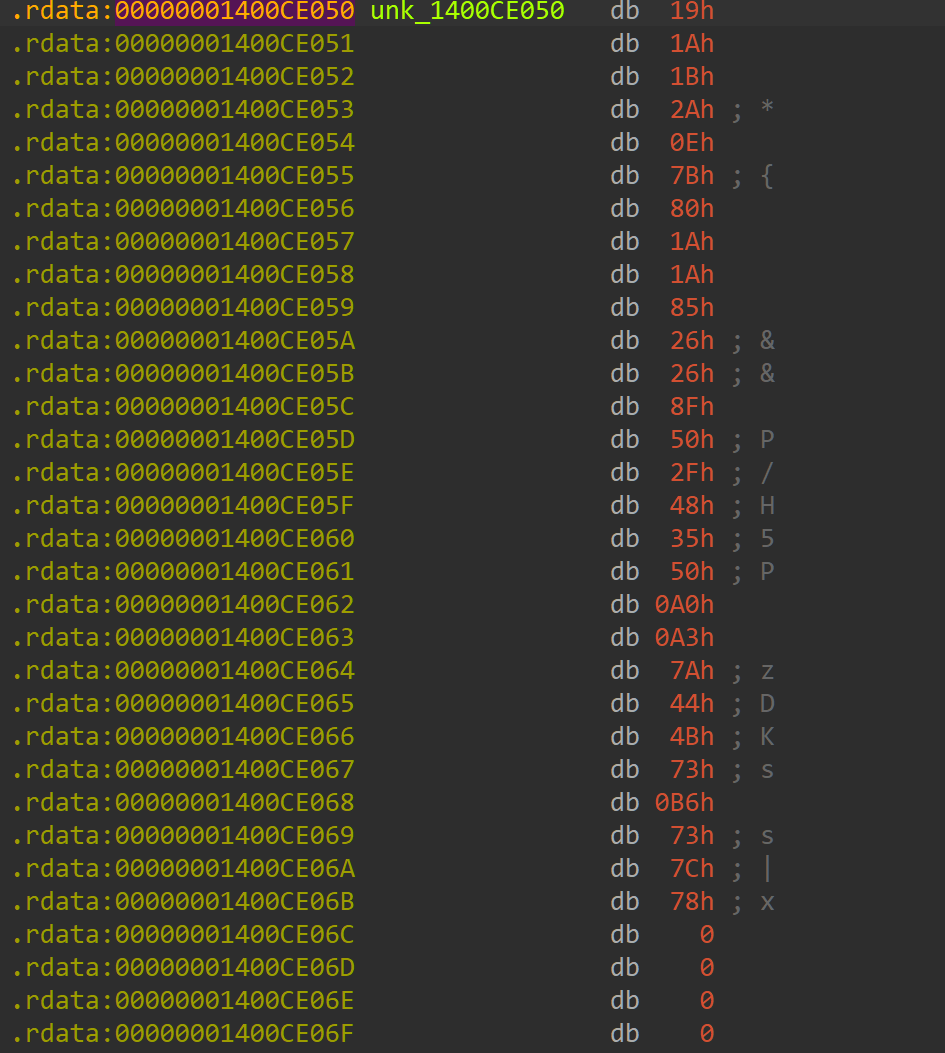 .rdata:00000001400CE050 unk_1400CE050 db 19h
.rdata:00000001400CE051 db 1Ah
.rdata:00000001400CE052 db 1Bh
.rdata:00000001400CE053 db 2Ah ; *
.rdata:00000001400CE054 db 0Eh
.rdata:00000001400CE055 db 7Bh ; {
.rdata:00000001400CE056 db 80h
.rdata:00000001400CE057 db 1Ah
.rdata:00000001400CE058 db 1Ah
.rdata:00000001400CE059 db 85h
.rdata:00000001400CE05A db 26h ; &
.rdata:00000001400CE05B db 26h ; &
.rdata:00000001400CE05C db 8Fh
.rdata:00000001400CE05D db 50h ; P
.rdata:00000001400CE05E db 2Fh ; /
.rdata:00000001400CE05F db 48h ; H
.rdata:00000001400CE060 db 35h ; 5
.rdata:00000001400CE061 db 50h ; P
.rdata:00000001400CE062 db 0A0h
.rdata:00000001400CE063 db 0A3h
.rdata:00000001400CE064 db 7Ah ; z
.rdata:00000001400CE065 db 44h ; D
.rdata:00000001400CE066 db 4Bh ; K
.rdata:00000001400CE067 db 73h ; s
.rdata:00000001400CE068 db 0B6h
.rdata:00000001400CE069 db 73h ; s
.rdata:00000001400CE06A db 7Ch ; |
.rdata:00000001400CE06B db 78h ; x
.rdata:00000001400CE06C db 0
.rdata:00000001400CE06D db 0
.rdata:00000001400CE06E db 0
.rdata:00000001400CE06F db 0